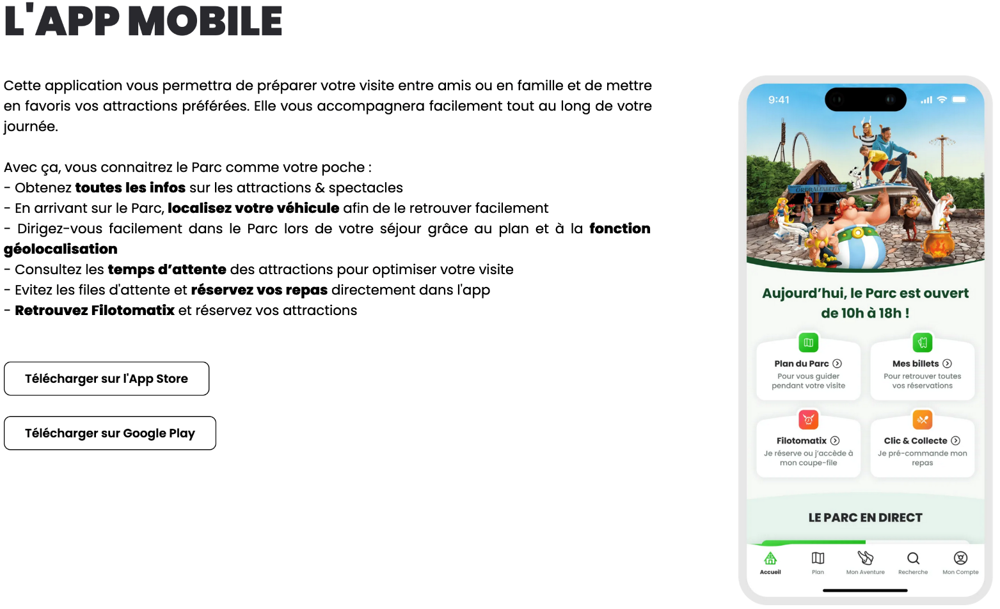 L'APP MOBILE
Cette application vous permettra de préparer votre visite entre amis ou en famille et de mettre
en favoris vos attractions préférées. Elle vous accompagnera facilement tout au long de votre
journée.
Avec ça, vous connaitrez le Parc comme votre poche :
- Obtenez toutes les infos sur les attractions & spectacles
- En arrivant sur le Parc, localisez votre véhicule afin de le retrouver facilement
- Dirigez-vous facilement dans le Parc lors de votre séjour grâce au plan et à la fonction
géolocalisation
- Consultez les temps d’attente des attractions pour optimiser votre visite
- Evitez les files d'attente et réservez vos repas directement dans l'app
- Retrouvez Filotomatix et réservez vos attractions
Télécharger sur l'App Store
Télécharger sur Google Play
9:41
ORDRALFABETIX
Aujourd’hui, le Parc est ouvert
de 10h à 18h !
Plan du Parc
Pour vous guider
pendant votre visite
Mes billets
Pour retrouver toutes
vos réservations
Filotomatix
Je réserve ou j’accède à
mon coupe-file
Clic & Collecte
Je pré-commande mon
repas
LE PARC EN DIRECT
Accueil
Plan
Mon Aventure
Recherche
Mon Compte